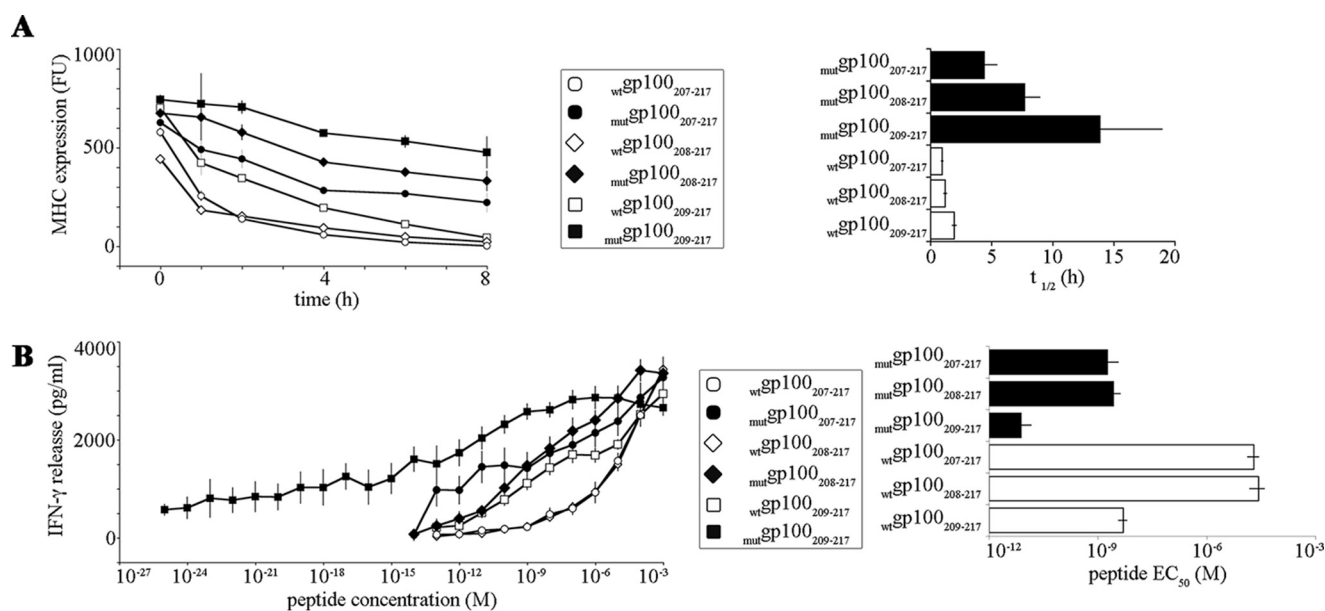 A
1000
500
0
MHC expression (FU)
0 4 8
time (h)
wtgp100207-217
mutgp100207-217
wtgp100208-217
mutgp100208-217
wtgp100209-217
mutgp100209-217
mutgp100207-217
mutgp100208-217
mutgp100209-217
wtgp100207-217
wtgp100208-217
wtgp100209-217
0 5 10 15 20
t 1/2 (h)
B
4000
2000
0
IFN-γ releasse (pg/ml)
10-27 10-24 10-21 10-18 10-15 10-12 10-9 10-6 10-3
peptide concentration (M)
wtgp100207-217
mutgp100207-217
wtgp100208-217
mutgp100208-217
wtgp100209-217
mutgp100209-217
mutgp100207-217
mutgp100208-217
mutgp100209-217
wtgp100207-217
wtgp100208-217
wtgp100209-217
10-12 10-9 10-6 10-3
peptide EC50 (M)